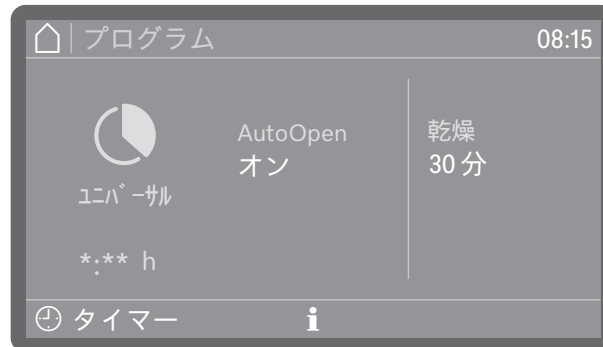 プログラム 08:15
AutoOpen
オン
乾燥
30 分
ﾕﾆﾊﾞｰｻﾙ
*:** h
タイマー i